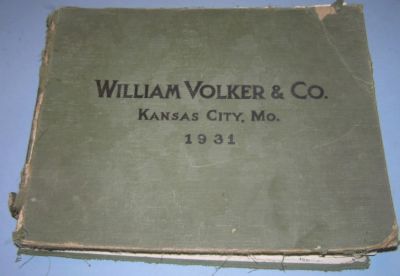 WILLIAM VOLKER & CO.
KANSAS CITY, MO.
1931